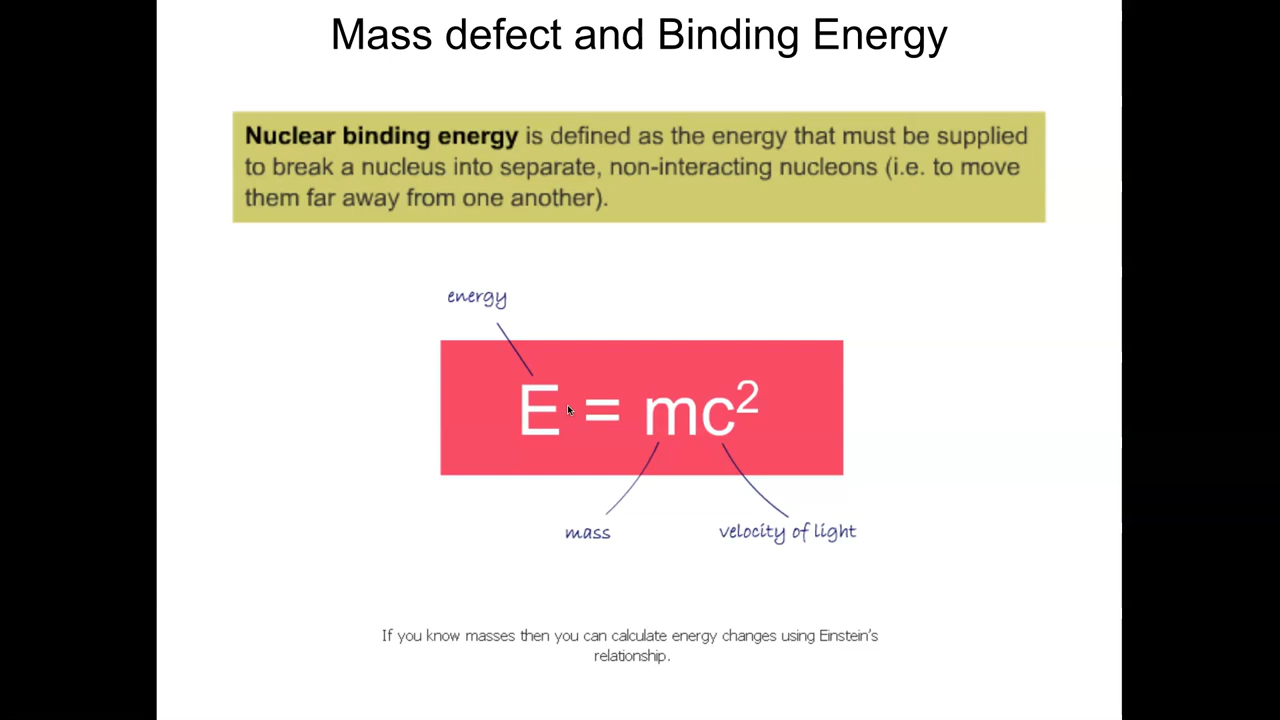 Mass defect and Binding Energy
Nuclear binding energy is defined as the energy that must be supplied
to break a nucleus into separate, non-interacting nucleons (i.e. to move
them far away from one another).
energy
E = mc²
mass
velocity of light
If you know masses then you can calculate energy changes using Einstein's
relationship.